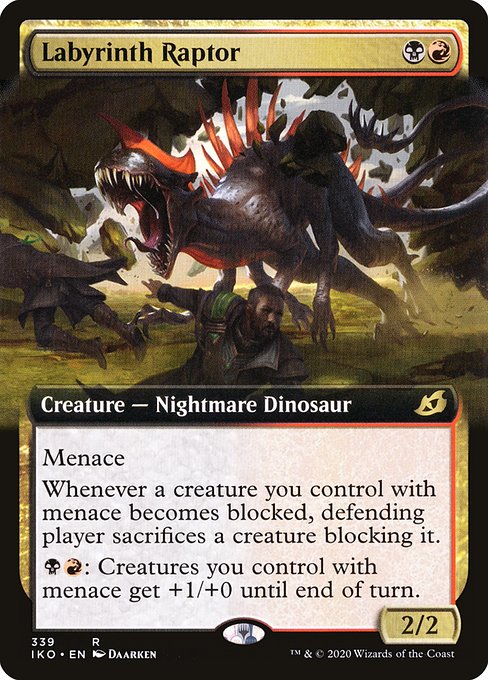 Labyrinth Raptor
Creature — Nightmare Dinosaur
Menace
Whenever a creature you control with
menace becomes blocked, defending
player sacrifices a creature blocking it.
: Creatures you control with
menace get +1/+0 until end of turn.
2/2
339 R
IKO • EN DAARKEN
™ & © 2020 Wizards of the Coast